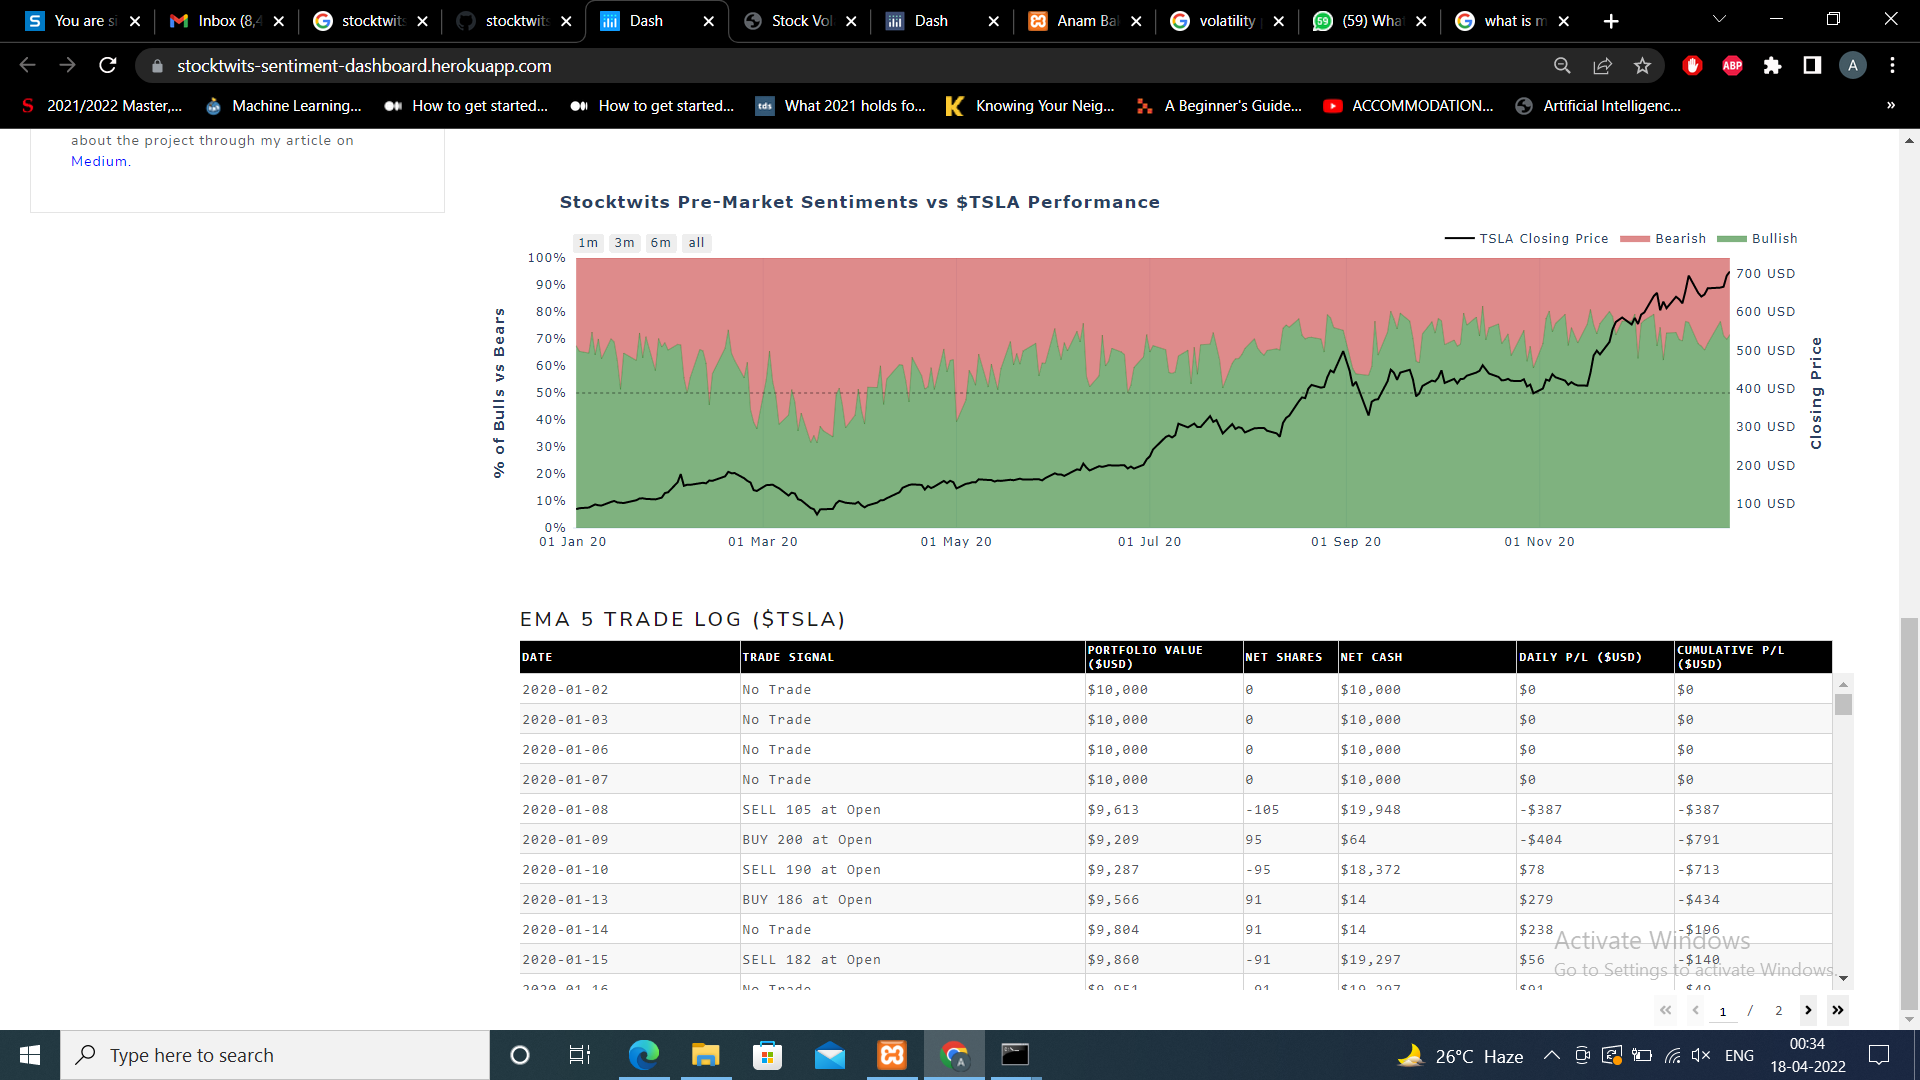 You are si
Inbox (8,4
stocktwits
stocktwits
Dash
Stock Vol
Dash
Anam Ba
volatility
(59) Wha
what is m
stocktwits-sentiment-dashboard.herokuapp.com
ABP
A
S 2021/2022 Master,...
Machine Learning...
How to get started...
How to get started...
tds What 2021 holds fo...
Knowing Your Neig...
A Beginner's Guide...
ACCOMMODATION...
Artificial Intelligenc...
»
about the project through my article on
Medium.
Stocktwits Pre-Market Sentiments vs $TSLA Performance
1m 3m 6m all
TSLA Closing Price Bearish Bullish
% of Bulls vs Bears
100%
90%
80%
70%
60%
50%
40%
30%
20%
10%
0%
700 USD
600 USD
500 USD
400 USD
300 USD
200 USD
100 USD
Closing Price
01 Jan 20 01 Mar 20 01 May 20 01 Jul 20 01 Sep 20 01 Nov 20
EMA 5 TRADE LOG ($TSLA)
DATE TRADE SIGNAL PORTFOLIO VALUE ($USD) NET SHARES NET CASH DAILY P/L ($USD) CUMULATIVE P/L ($USD)
2020-01-02 No Trade $10,000 0 $10,000 $0 $0
2020-01-03 No Trade $10,000 0 $10,000 $0 $0
2020-01-06 No Trade $10,000 0 $10,000 $0 $0
2020-01-07 No Trade $10,000 0 $10,000 $0 $0
2020-01-08 SELL 105 at Open $9,613 -105 $19,948 -$387 -$387
2020-01-09 BUY 200 at Open $9,209 95 $64 -$404 -$791
2020-01-10 SELL 190 at Open $9,287 -95 $18,372 $78 -$713
2020-01-13 BUY 186 at Open $9,566 91 $14 $279 -$434
2020-01-14 No Trade $9,804 91 $14 $238 -$196
2020-01-15 SELL 182 at Open $9,860 -91 $19,297 $56 -$140
2020-01-16 No Trade $9,951 -91 $19,297 $91 -$49
Activate Windows
Go to Settings to activate Windows.
« ‹ 1 / 2 › »
Type here to search
26°C Haze
ENG
00:34
18-04-2022